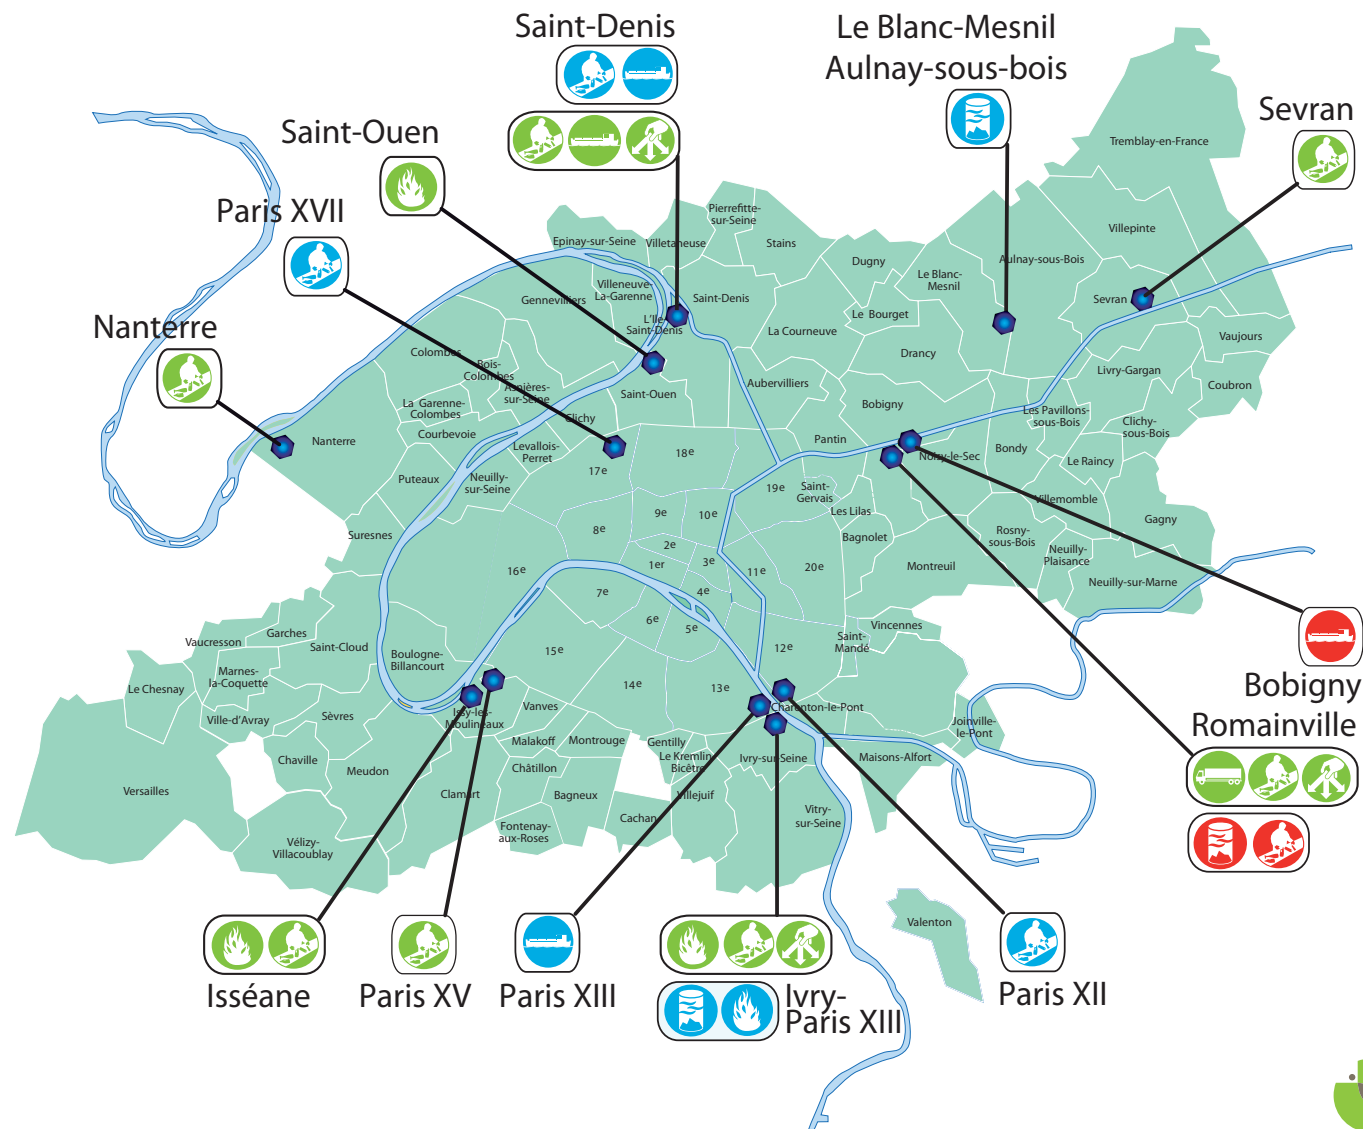 Saint-Denis
Le Blanc-Mesnil
Aulnay-sous-bois
Sevran
Saint-Ouen
Paris XVII
Nanterre
Tremblay-en-France
Pierrefitte-
sur-Seine
Epinay-sur-Seine
Villetaneuse
Stains
Villepinte
Dugny
Aulnay-sous-Bois
Le Blanc-
Mesnil
Villeneuve-
La-Garenne
Gennevilliers
Saint-Denis
Sevran
L'Ile-
Saint-Denis
Le Bourget
La Courneuve
Vaujours
Colombes
Drancy
Bois-
Colombes
Livry-Gargan
Asnières-
sur-Seine
Aubervilliers
Coubron
Saint-Ouen
La Garenne-
Colombes
Bobigny
Les Pavillons-
sous-Bois
Clichy
Clichy-
sous-Bois
Nanterre
Courbevoie
Pantin
Levallois-
Perret
18e
Bondy
Noisy-le-Sec
Le Raincy
17e
Puteaux
Neuilly-
sur-Seine
19e
Saint-
Gervais
Villemomble
Les Lilas
9e
10e
Gagny
8e
Suresnes
Bagnolet
Rosny-
sous-Bois
2e
Neuilly-
Plaisance
1er
3e
16e
11e
20e
Montreuil
Neuilly-sur-Marne
7e
4e
6e
5e
Vincennes
Garches
Vaucresson
Saint-Cloud
Saint-
Mandé
12e
15e
Boulogne-
Billancourt
Marnes-
la-Coquette
Le Chesnay
14e
13e
Bobigny
Romainville
Vanves
Charenton-le-Pont
Ville-d'Avray
Sèvres
Issy-les-
Moulineaux
Joinville-
le-Pont
Malakoff
Montrouge
Gentilly
Le Kremlin
Bicêtre
Ivry-sur-Seine
Maisons-Alfort
Chaville
Meudon
Châtillon
Versailles
Clamart
Bagneux
Villejuif
Vitry-
sur-Seine
Cachan
Fontenay-
aux-Roses
Vélizy-
Villacoublay
Valenton
Isséane
Paris XV
Paris XIII
Ivry-
Paris XIII
Paris XII